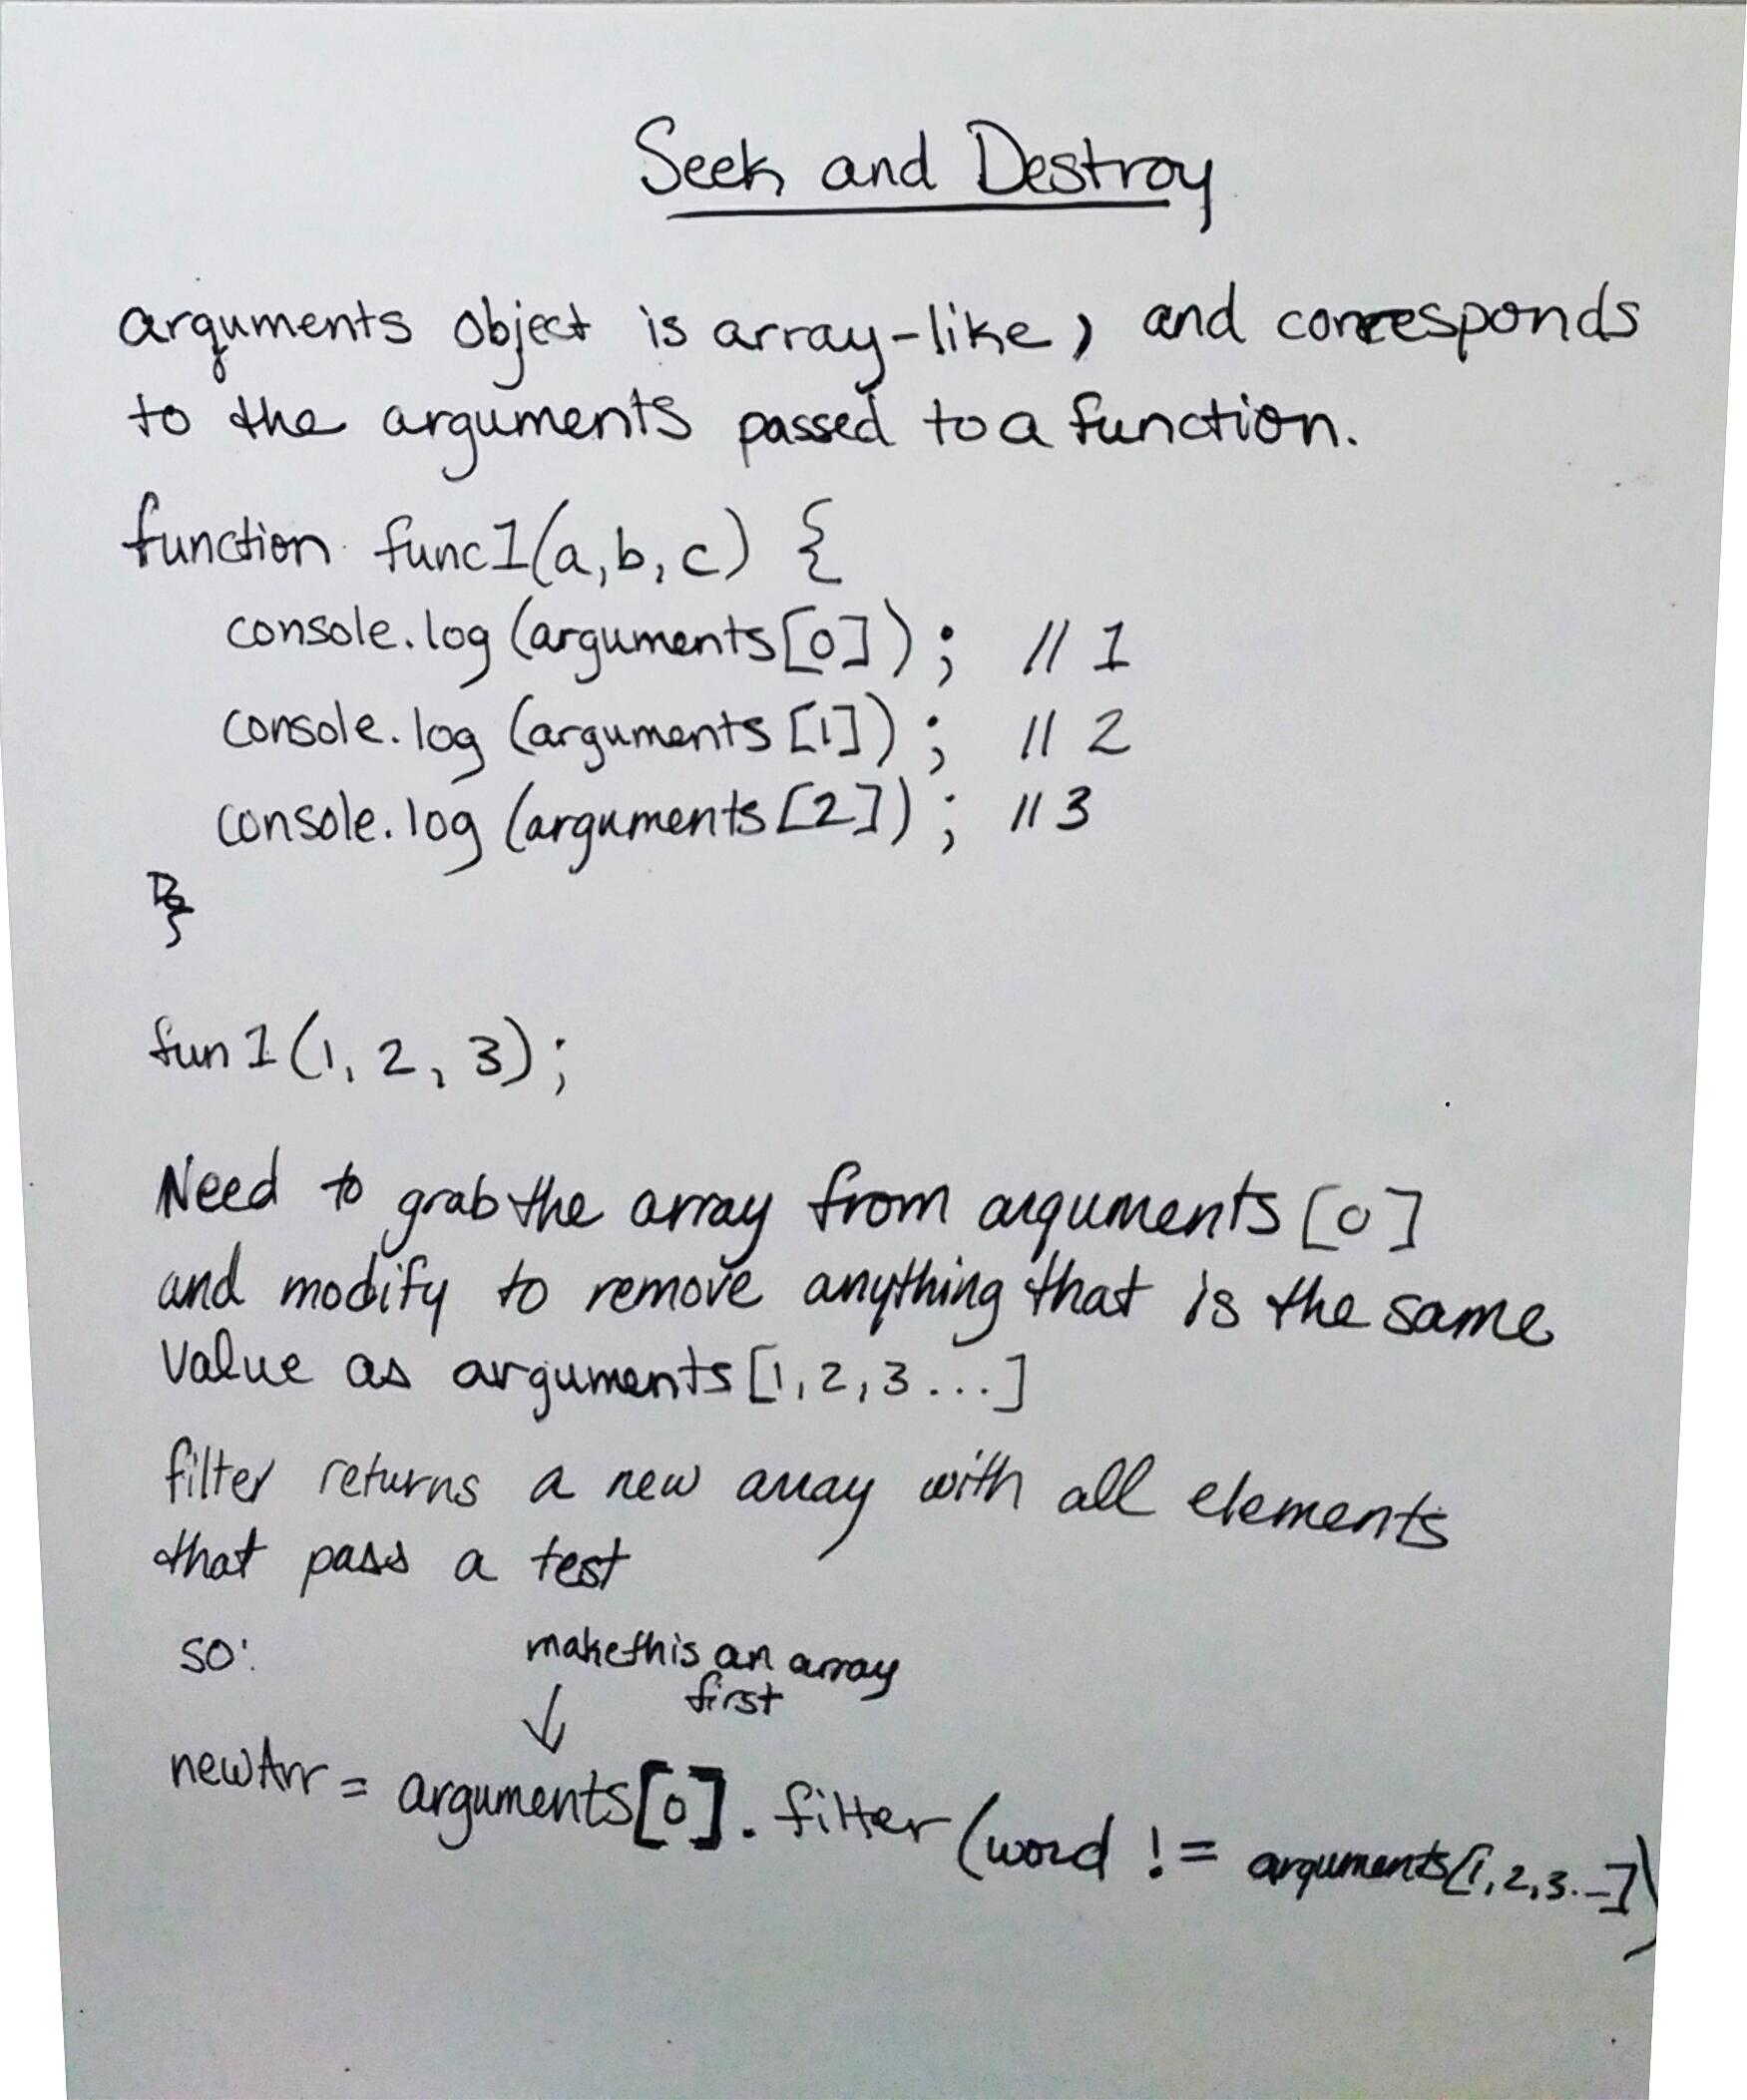 Seek and Destroy
arguments object is array-like, and corresponds
to the arguments passed to a function.
function func1(a,b,c) {
console.log (arguments[0]); // 1
console.log (arguments [1]); // 2
console.log (arguments [2]); // 3
}
fun1(1, 2, 3);
Need to grab the array from arguments [0]
and modify to remove anything that is the same
value as arguments [1,2,3...]
filter returns a new array with all elements
that pass a test
so:
make this an array
first
↓
newArr = arguments[0].filter (word != arguments[1,2,3...])